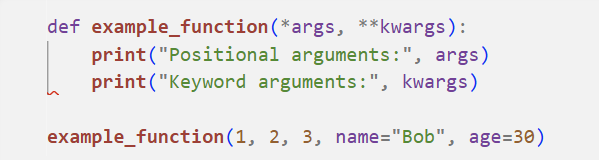 def example_function(*args, **kwargs):
    print("Positional arguments:", args)
    print("Keyword arguments:", kwargs)

example_function(1, 2, 3, name="Bob", age=30)